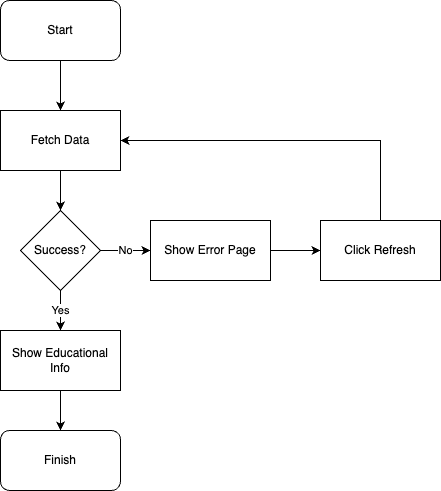 Start
Fetch Data
Success?
No
Show Error Page
Click Refresh
Yes
Show Educational
Info
Finish